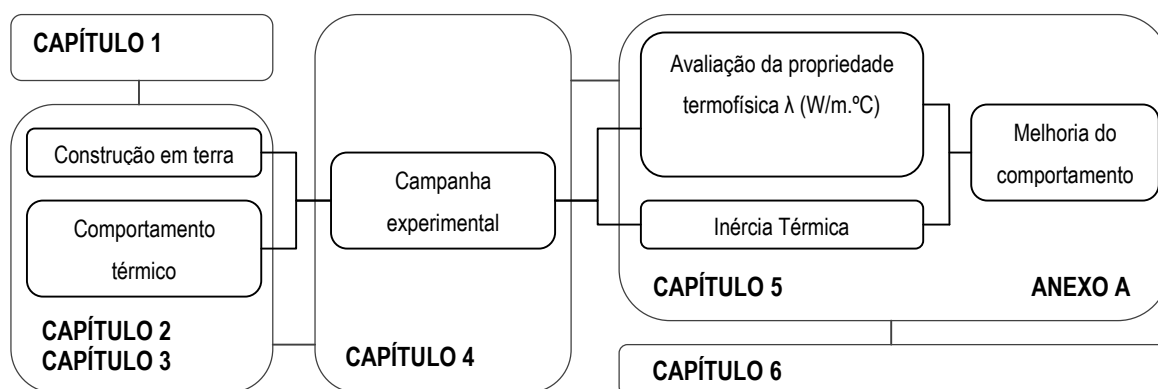 CAPÍTULO 1
Construção em terra
Comportamento
térmico
CAPÍTULO 2
CAPÍTULO 3
Campanha
experimental
CAPÍTULO 4
Avaliação da propriedade
termofísica λ (W/m.ºC)
Inércia Térmica
Melhoria do
comportamento
CAPÍTULO 5
ANEXO A
CAPÍTULO 6